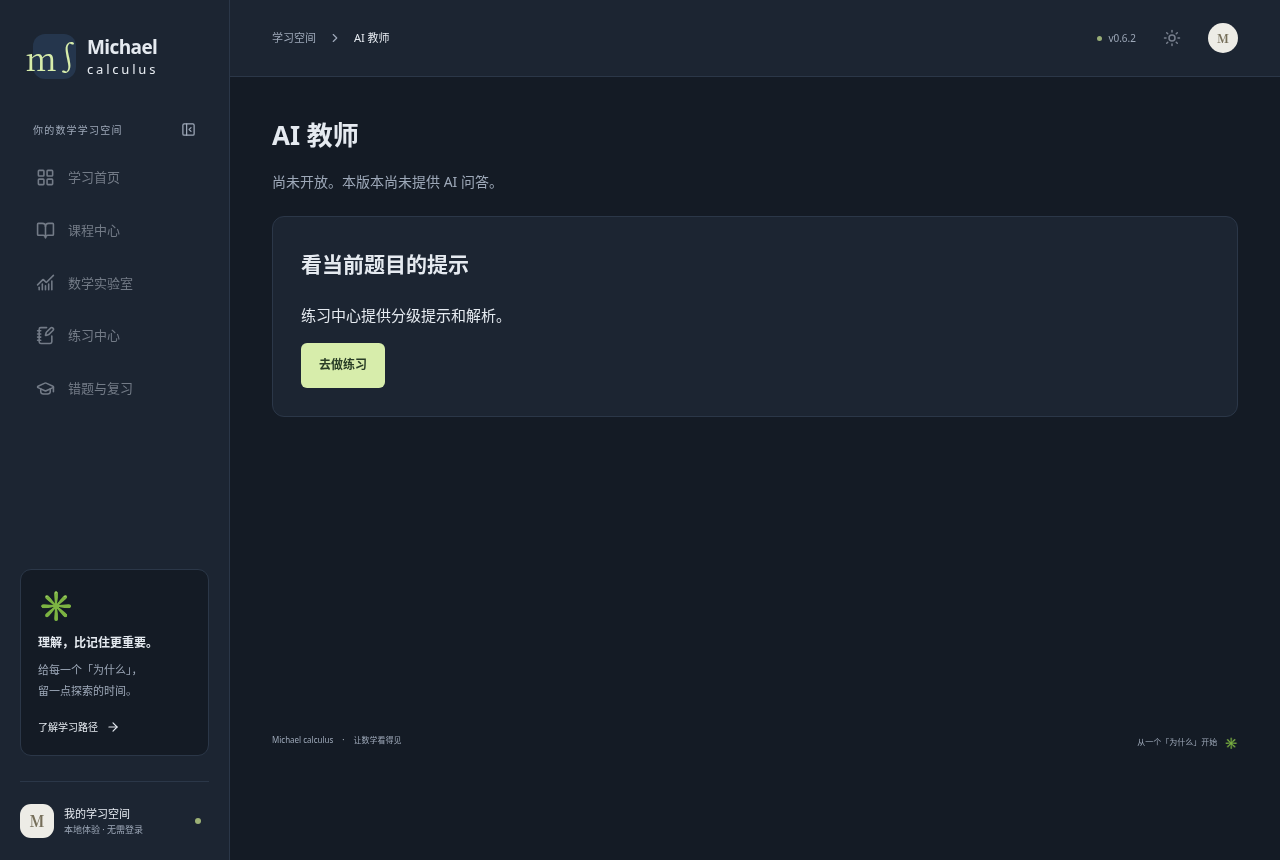 m∫
Michael
calculus
你的数学学习空间
学习首页
课程中心
数学实验室
练习中心
错题与复习
理解，比记住更重要。
给每一个「为什么」，
留一点探索的时间。
了解学习路径
M
我的学习空间
本地体验 · 无需登录
学习空间
AI 教师
v0.6.2
M
AI 教师
尚未开放。本版本尚未提供 AI 问答。
看当前题目的提示
练习中心提供分级提示和解析。
去做练习
Michael calculus · 让数学看得见
从一个「为什么」开始